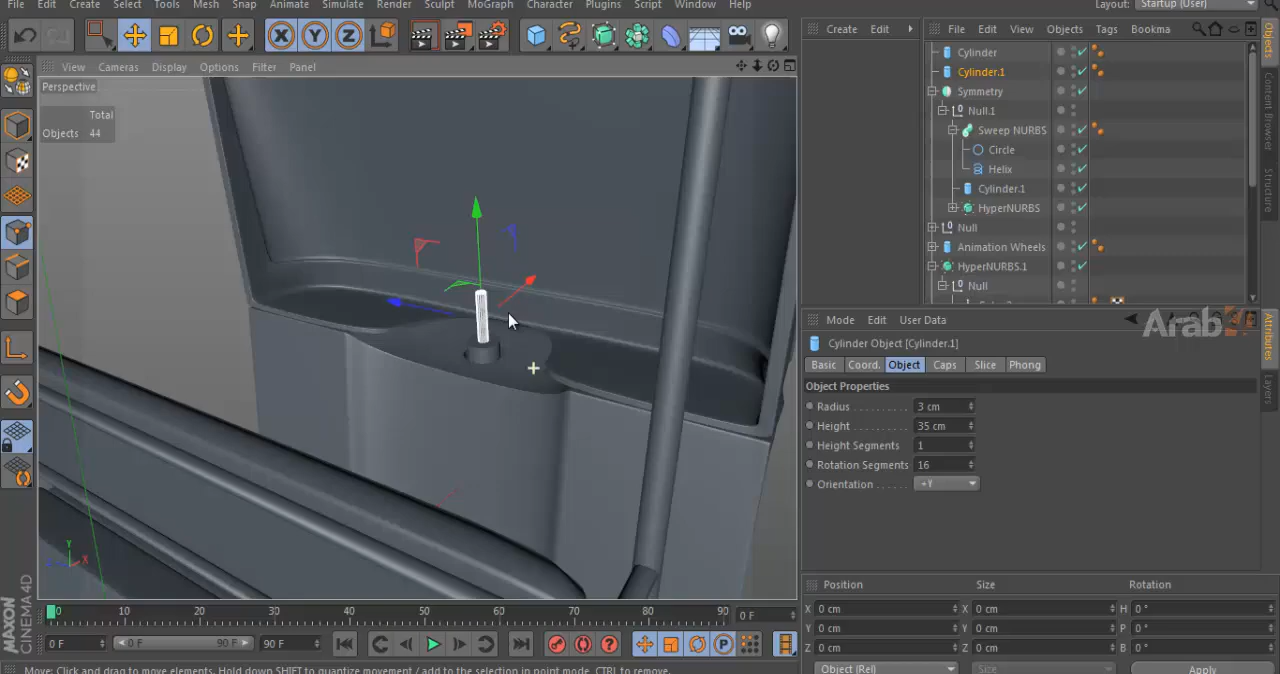 File Edit Create Select Tools Mesh Snap Animate Simulate Render Sculpt MoGraph Character Plugins Script Window Help Layout: Startup (User)
View Cameras Display Options Filter Panel
Create Edit
File Edit View Objects Tags Bookma
Perspective
Total
Objects 44
Cylinder
Cylinder.1
Symmetry
Null.1
Sweep NURBS
Circle
Helix
Cylinder.1
HyperNURBS
Null
Animation Wheels
HyperNURBS.1
Null
Objects
Content Browser
Structure
Mode Edit User Data
Arab
Cylinder Object [Cylinder.1]
Basic Coord. Object Caps Slice Phong
Object Properties
Radius 3 cm
Height 35 cm
Height Segments 1
Rotation Segments 16
Orientation +Y
Attributes
Layers
Y
X
0 10 20 30 40 50 60 70 80 90 0 F
0 F 0 F 90 F 90 F
Position Size Rotation
X 0 cm X 0 cm H 0 °
Y 0 cm Y 0 cm P 0 °
Z 0 cm Z 0 cm B 0 °
Object (Rel) Size Apply
MAXON
CINEMA 4D
Move: Click and drag to move elements. Hold down SHIFT to quantize movement / add to the selection in point mode, CTRL to remove.